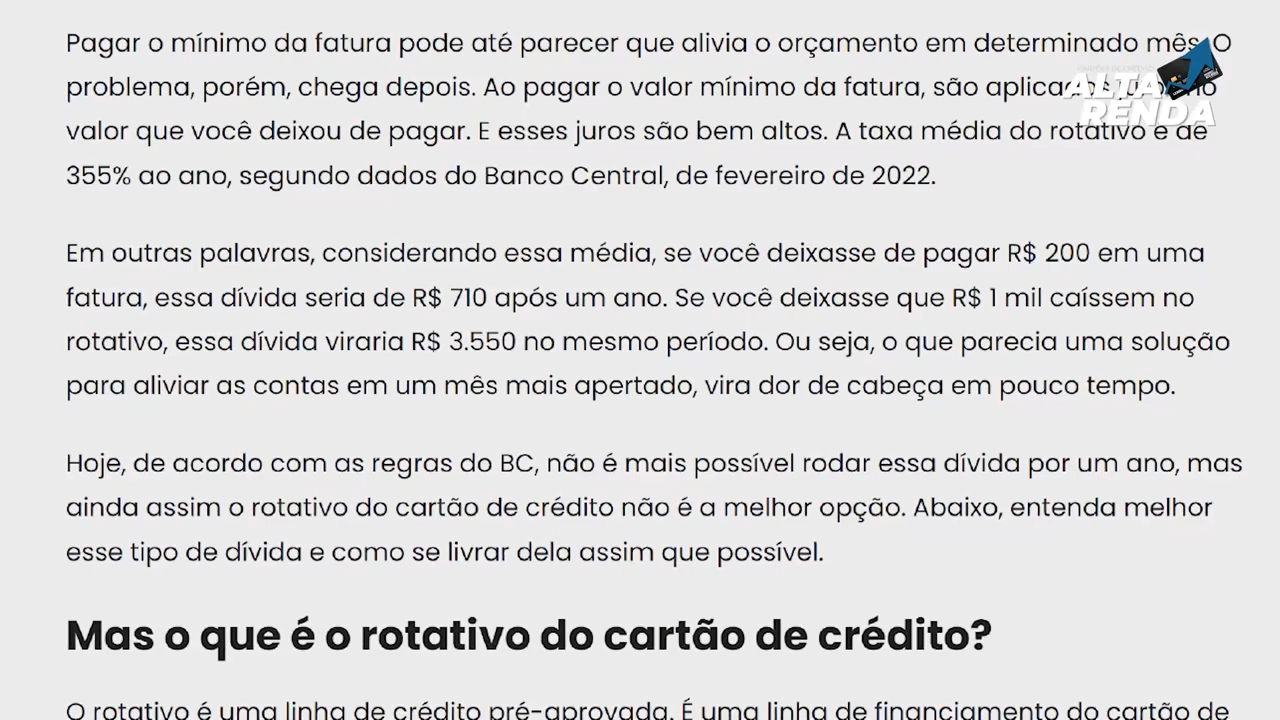 Pagar o mínimo da fatura pode até parecer que alivia o orçamento em determinado mês. O
problema, porém, chega depois. Ao pagar o valor mínimo da fatura, são aplicados juros no
valor que você deixou de pagar. E esses juros são bem altos. A taxa média do rotativo é de
355% ao ano, segundo dados do Banco Central, de fevereiro de 2022.
ALTA
RENDA
Em outras palavras, considerando essa média, se você deixasse de pagar R$ 200 em uma
fatura, essa dívida seria de R$ 710 após um ano. Se você deixasse que R$ 1 mil caíssem no
rotativo, essa dívida viraria R$ 3.550 no mesmo período. Ou seja, o que parecia uma solução
para aliviar as contas em um mês mais apertado, vira dor de cabeça em pouco tempo.
Hoje, de acordo com as regras do BC, não é mais possível rodar essa dívida por um ano, mas
ainda assim o rotativo do cartão de crédito não é a melhor opção. Abaixo, entenda melhor
esse tipo de dívida e como se livrar dela assim que possível.
Mas o que é o rotativo do cartão de crédito?
O rotativo é uma linha de crédito pré-aprovada. É uma linha de financiamento do cartão de